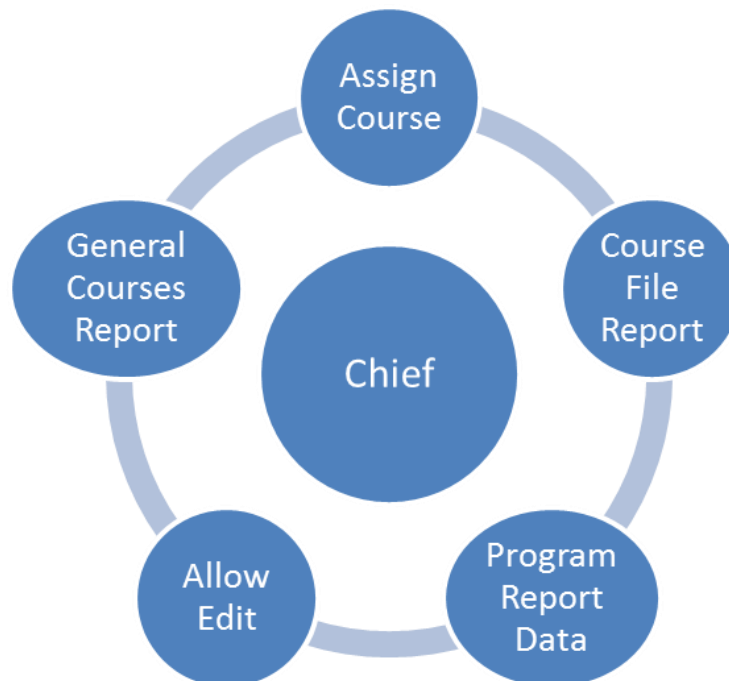 Assign
Course
General
Courses
Report
Course
File
Report
Chief
Allow
Edit
Program
Report
Data